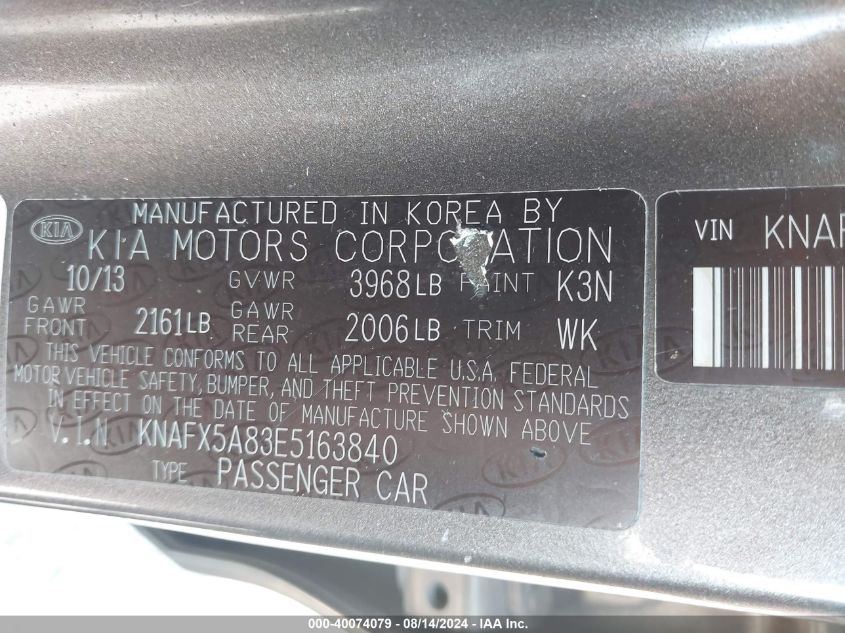 MANUFACTURED IN KOREA BY
KIA KIA MOTORS CORPORATION
10/13 GVWR 3968LB PAINT K3N
GAWR FRONT 2161LB GAWR REAR 2006LB TRIM WK
THIS VEHICLE CONFORMS TO ALL APPLICABLE U.S.A. FEDERAL
MOTOR VEHICLE SAFETY, BUMPER, AND THEFT PREVENTION STANDARDS
IN EFFECT ON THE DATE OF MANUFACTURE SHOWN ABOVE
V.I.N KNAFX5A83E5163840
TYPE PASSENGER CAR
VIN KNAF
000-40074079 - 08/14/2024 - IAA Inc.